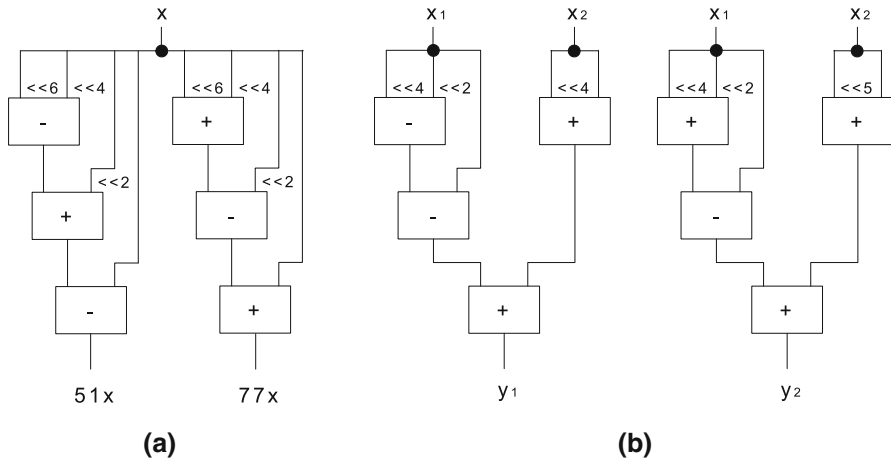 x x₁ x₂ x₁ x₂
<<6 <<4 <<6 <<4 <<4 <<2 <<4 <<4 <<2 <<5
- + - + + +
<<2 <<2
+ - - -
- + + +
51x 77x y₁ y₂
(a) (b)